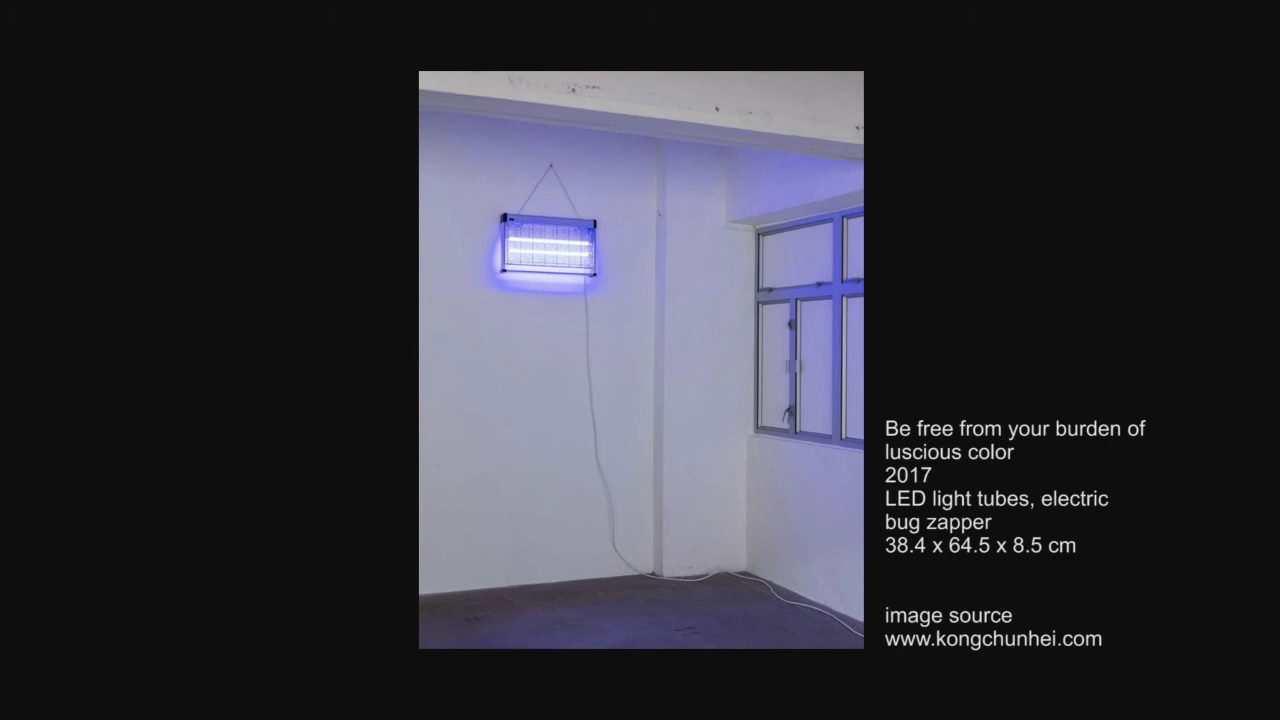 Be free from your burden of
luscious color
2017
LED light tubes, electric
bug zapper
38.4 x 64.5 x 8.5 cm
image source
www.kongchunhei.com